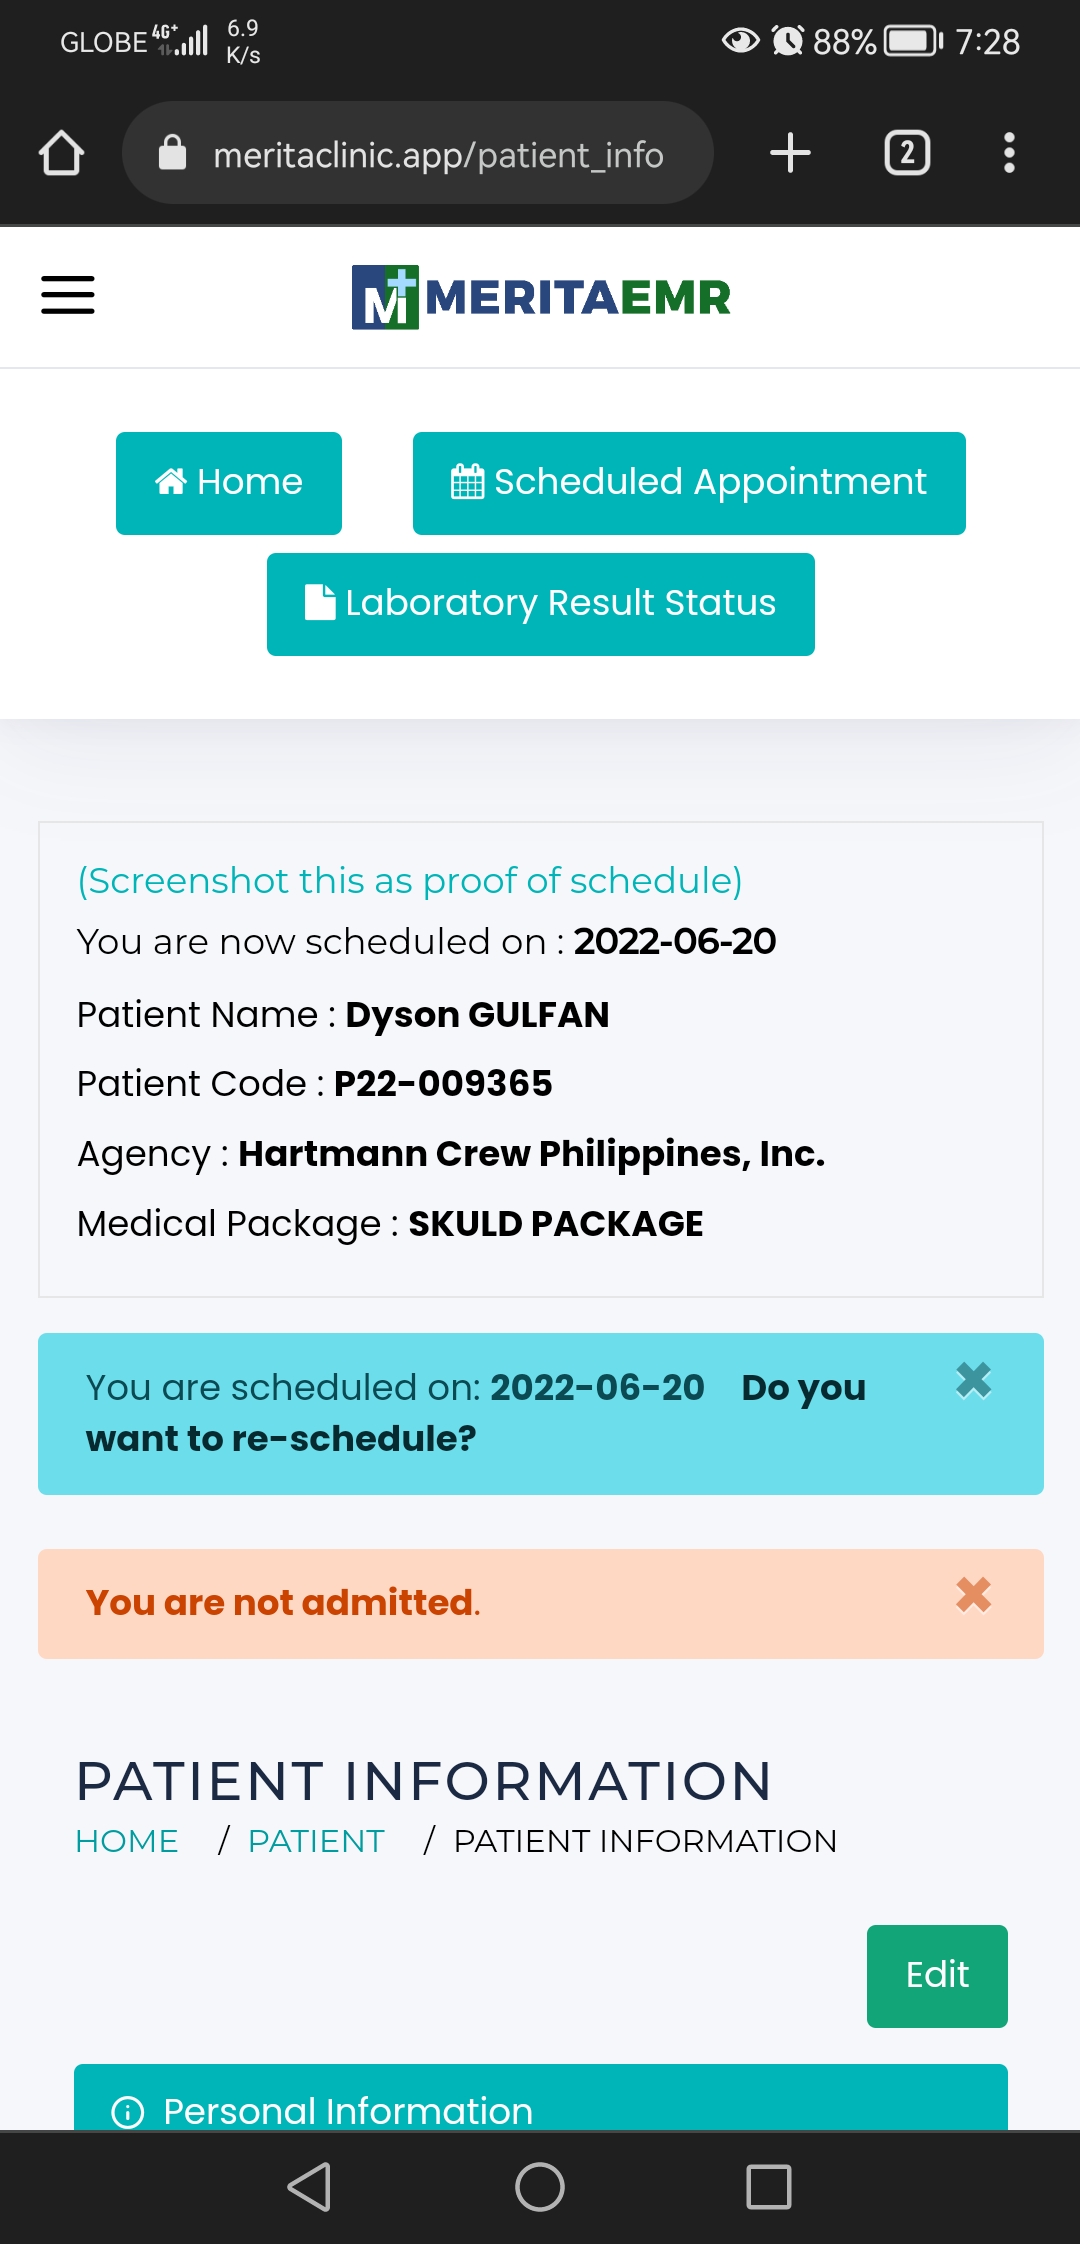 GLOBE 4G+ 6.9 K/s 88% 7:28
meritaclinic.app/patient_info 2
M MERITAEMR
Home Scheduled Appointment
Laboratory Result Status
(Screenshot this as proof of schedule)
You are now scheduled on : 2022-06-20
Patient Name : Dyson GULFAN
Patient Code : P22-009365
Agency : Hartmann Crew Philippines, Inc.
Medical Package : SKULD PACKAGE
You are scheduled on: 2022-06-20 Do you
want to re-schedule?
You are not admitted.
PATIENT INFORMATION
HOME / PATIENT / PATIENT INFORMATION
Edit
Personal Information